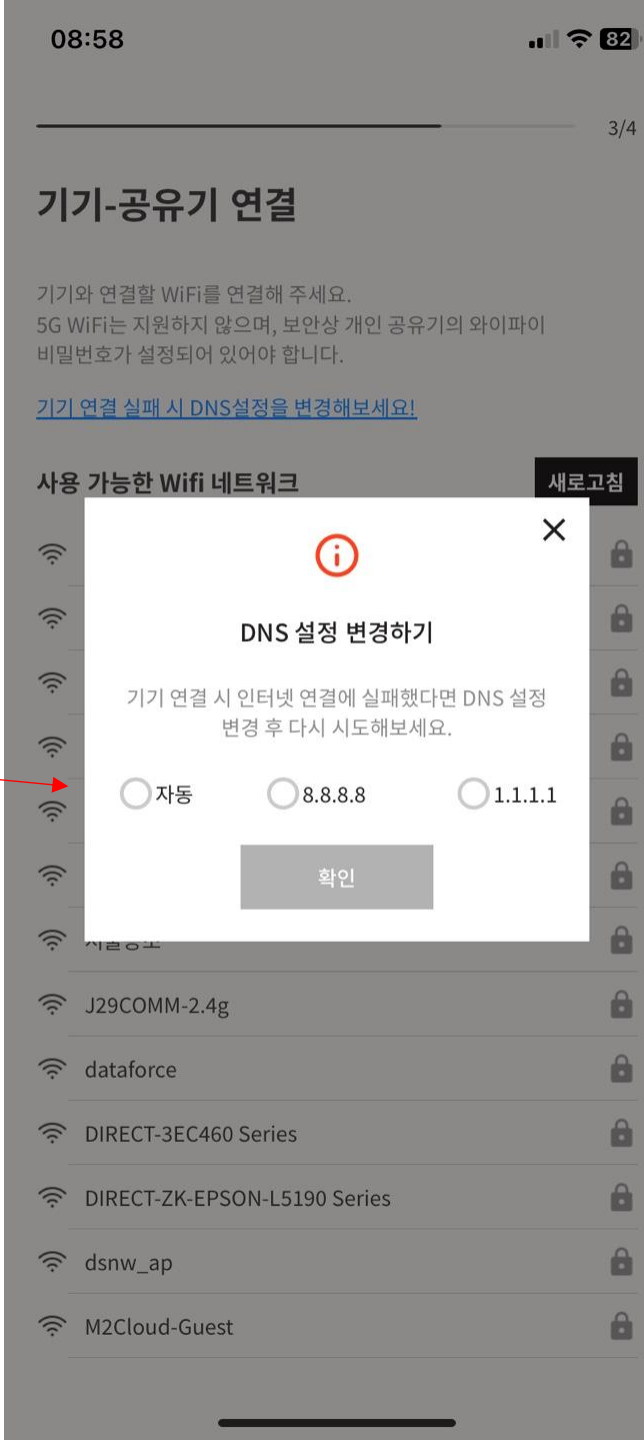 08:58
82
3/4
기기-공유기 연결
기기와 연결할 WiFi를 연결해 주세요.
5G WiFi는 지원하지 않으며, 보안상 개인 공유기의 와이파이
비밀번호가 설정되어 있어야 합니다.
기기 연결 실패 시 DNS설정을 변경해보세요!
사용 가능한 Wifi 네트워크
새로고침
DNS 설정 변경하기
기기 연결 시 인터넷 연결에 실패했다면 DNS 설정
변경 후 다시 시도해보세요.
자동 8.8.8.8 1.1.1.1
확인
J29COMM-2.4g
dataforce
DIRECT-3EC460 Series
DIRECT-ZK-EPSON-L5190 Series
dsnw_ap
M2Cloud-Guest